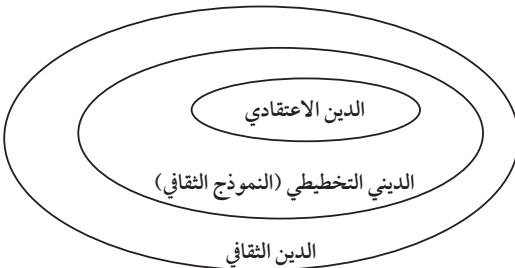 الدين الاعتقادي
الديني التخطيطي (النموذج الثقافي)
الدين الثقافي